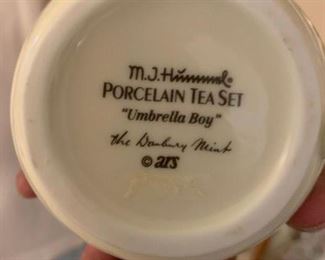 M.J. Hummel®
PORCELAIN TEA SET
"Umbrella Boy"
the Danbury Mint
© ars